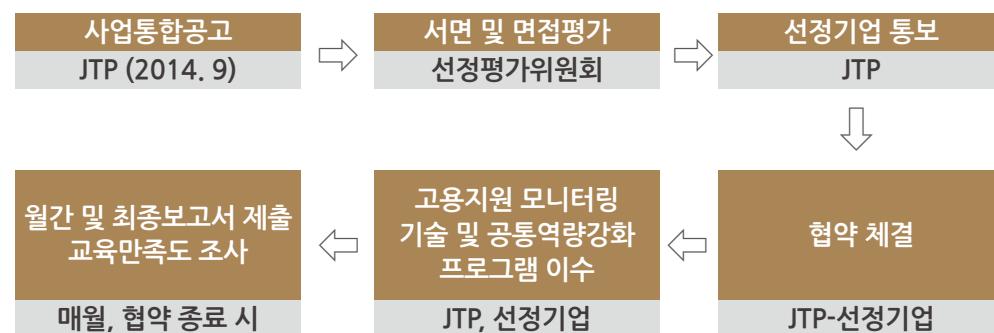 사업통합공고
JTP (2014. 9)
서면 및 면접평가
선정평가위원회
선정기업 통보
JTP
협약 체결
JTP-선정기업
고용지원 모니터링
기술 및 공통역량강화
프로그램 이수
JTP, 선정기업
월간 및 최종보고서 제출
교육만족도 조사
매월, 협약 종료 시